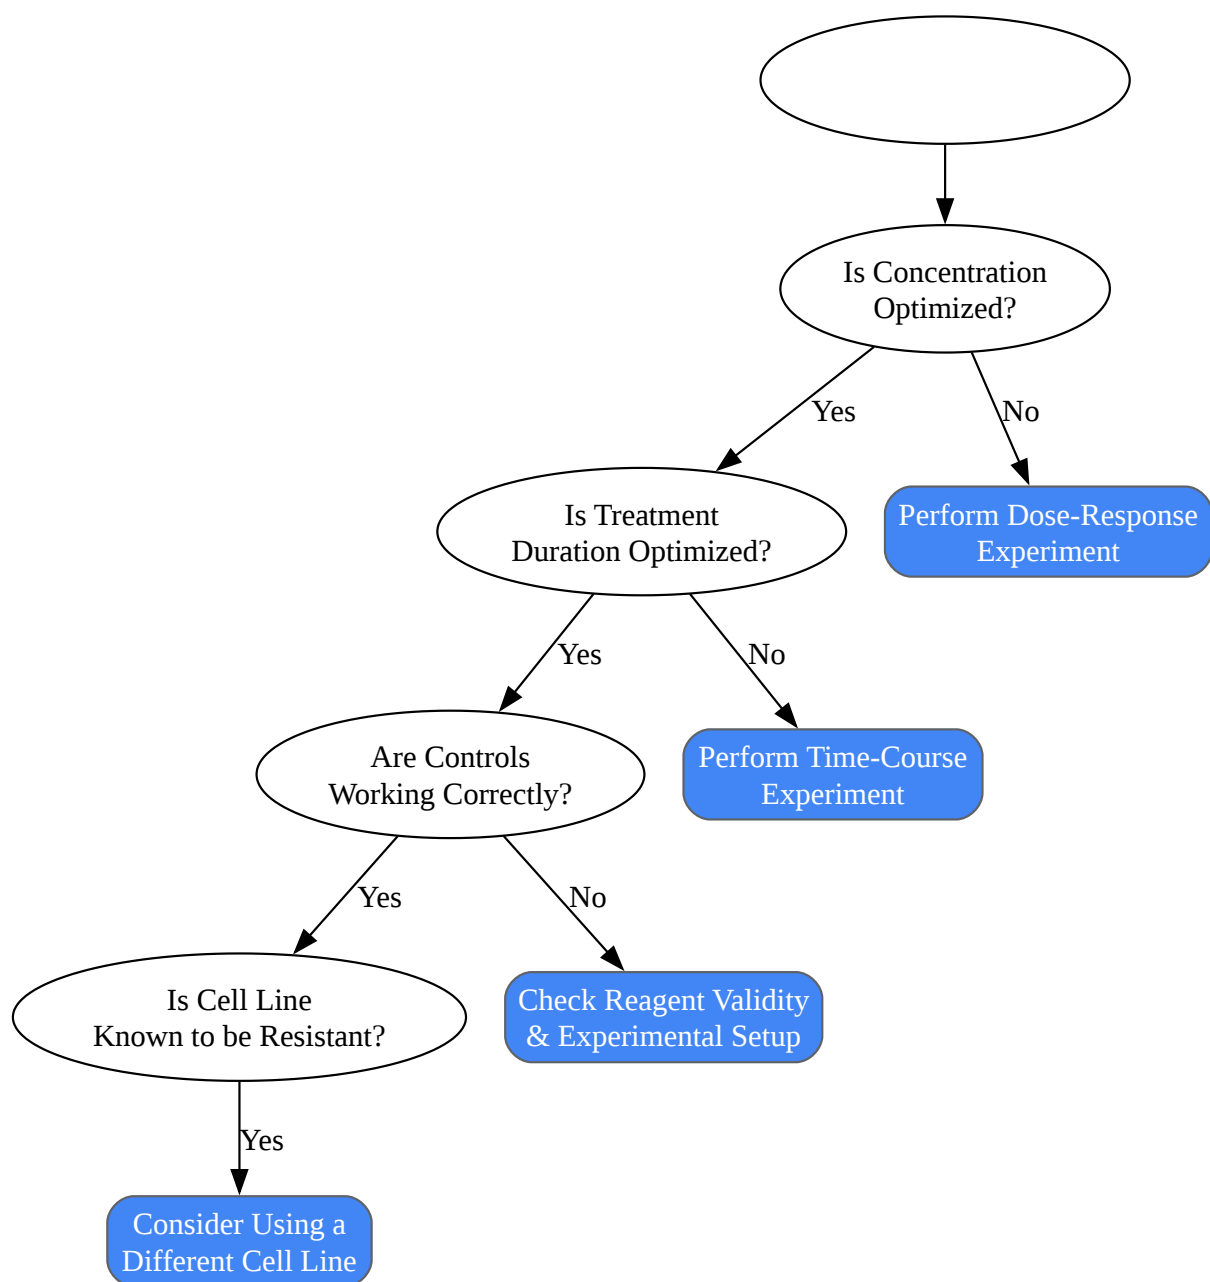 Is Concentration
Optimized?
Yes
No
Is Treatment
Duration Optimized?
Perform Dose-Response
Experiment
Yes
No
Are Controls
Working Correctly?
Perform Time-Course
Experiment
Yes
No
Is Cell Line
Known to be Resistant?
Check Reagent Validity
& Experimental Setup
Yes
Consider Using a
Different Cell Line